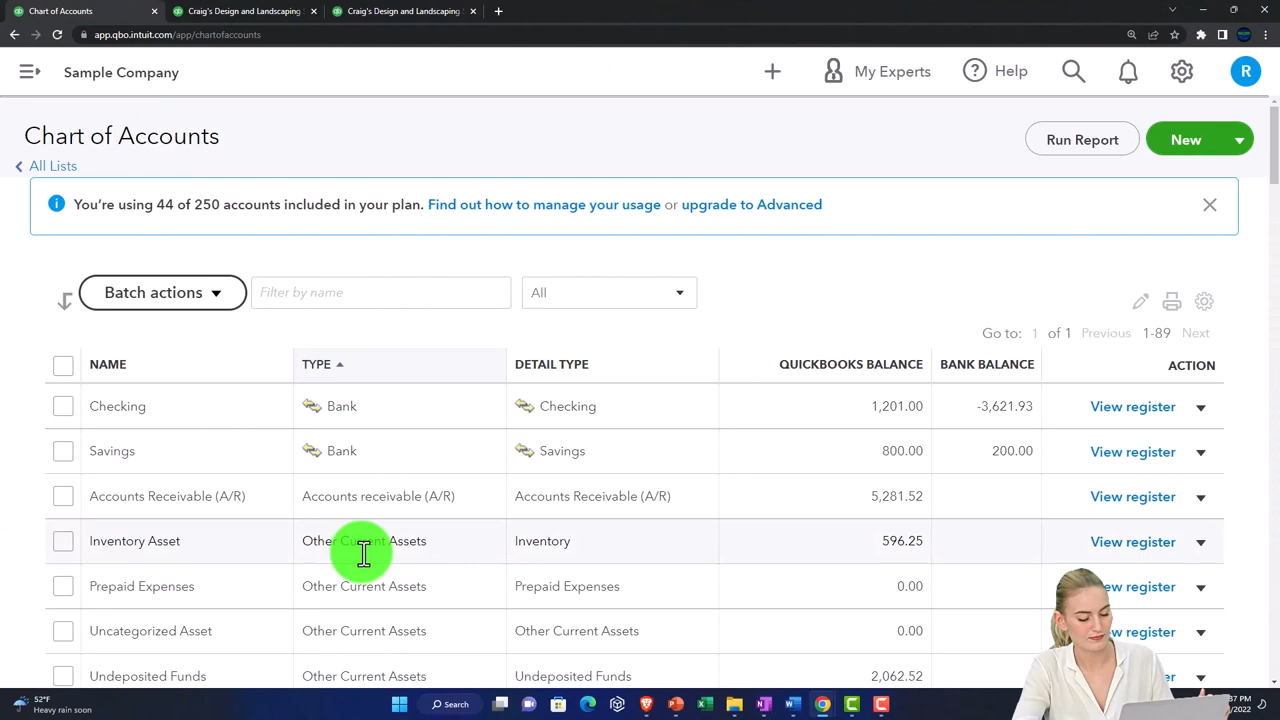 Chart of Accounts
Craig's Design and Landscaping
Craig's Design and Landscaping
app.qbo.intuit.com/app/chartofaccounts
Sample Company
My Experts
Help
R
Chart of Accounts
Run Report
New
All Lists
You're using 44 of 250 accounts included in your plan. Find out how to manage your usage or upgrade to Advanced
Batch actions
Filter by name
All
Go to: 1 of 1 Previous 1-89 Next
NAME TYPE DETAIL TYPE QUICKBOOKS BALANCE BANK BALANCE ACTION
Checking Bank Checking 1,201.00 -3,621.93 View register
Savings Bank Savings 800.00 200.00 View register
Accounts Receivable (A/R) Accounts receivable (A/R) Accounts Receivable (A/R) 5,281.52 View register
Inventory Asset Other Current Assets Inventory 596.25 View register
Prepaid Expenses Other Current Assets Prepaid Expenses 0.00 register
Uncategorized Asset Other Current Assets Other Current Assets 0.00 register
Undeposited Funds Other Current Assets Undeposited Funds 2,062.52
52°F
Heavy rain soon
Search